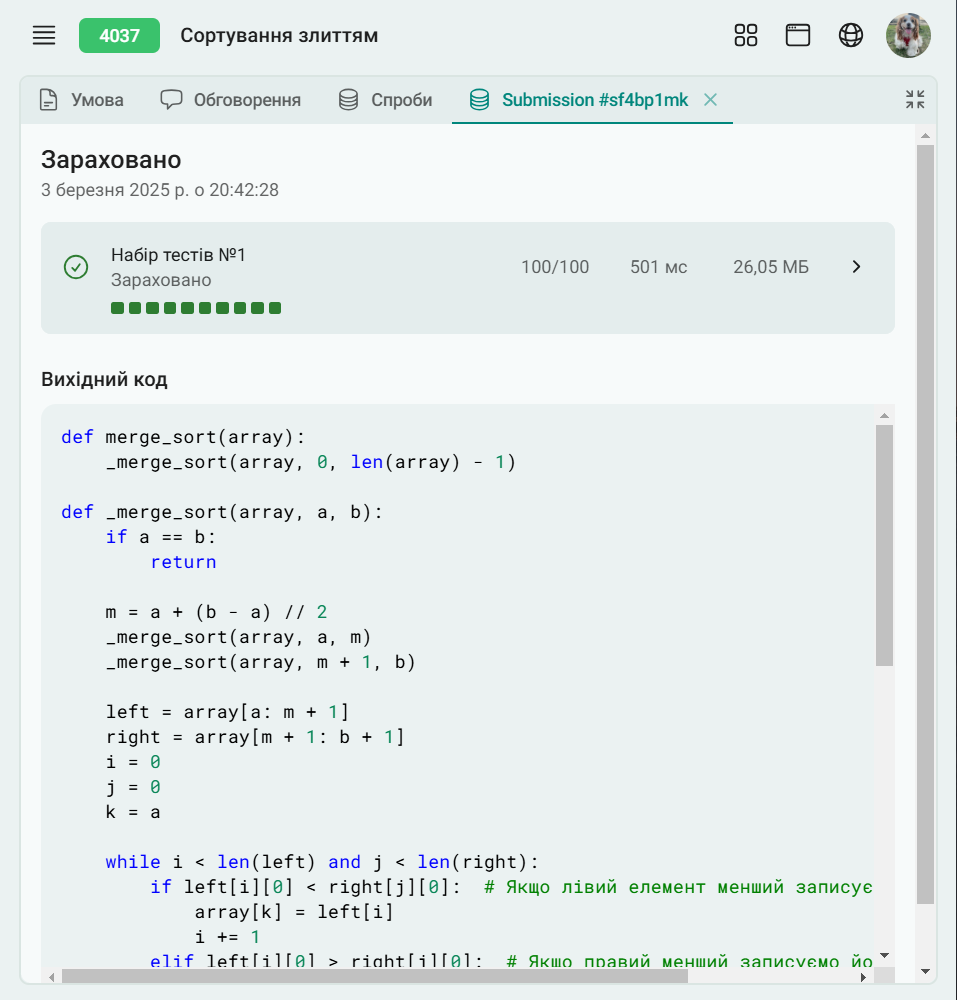 4037 Сортування злиттям
Умова Обговорення Спроби Submission #sf4bp1mk
Зараховано
3 березня 2025 р. о 20:42:28
Набір тестів №1
Зараховано
100/100 501 мс 26,05 МБ
Вихідний код
def merge_sort(array):
    _merge_sort(array, 0, len(array) - 1)
def _merge_sort(array, a, b):
    if a == b:
        return
    m = a + (b - a) // 2
    _merge_sort(array, a, m)
    _merge_sort(array, m + 1, b)
    left = array[a: m + 1]
    right = array[m + 1: b + 1]
    i = 0
    j = 0
    k = a
    while i < len(left) and j < len(right):
        if left[i][0] < right[j][0]:  # Якщо лівий елемент менший записує
            array[k] = left[i]
            i += 1
        elif left[i][0] > right[j][0]:  # Якщо правий менший записуємо йо